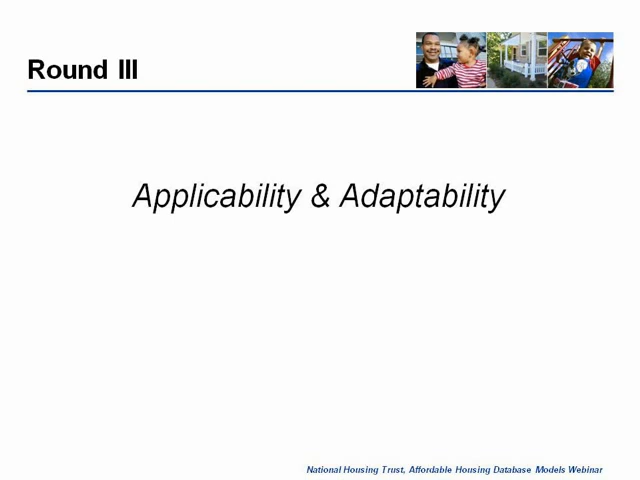 Round III
Applicability & Adaptability
National Housing Trust, Affordable Housing Database Models Webinar